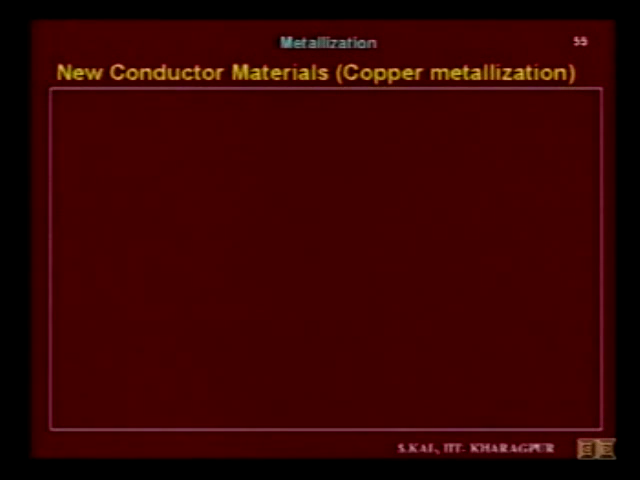 Metallization
55
New Conductor Materials (Copper metallization)
S.KAL, IIT- KHARAGPUR